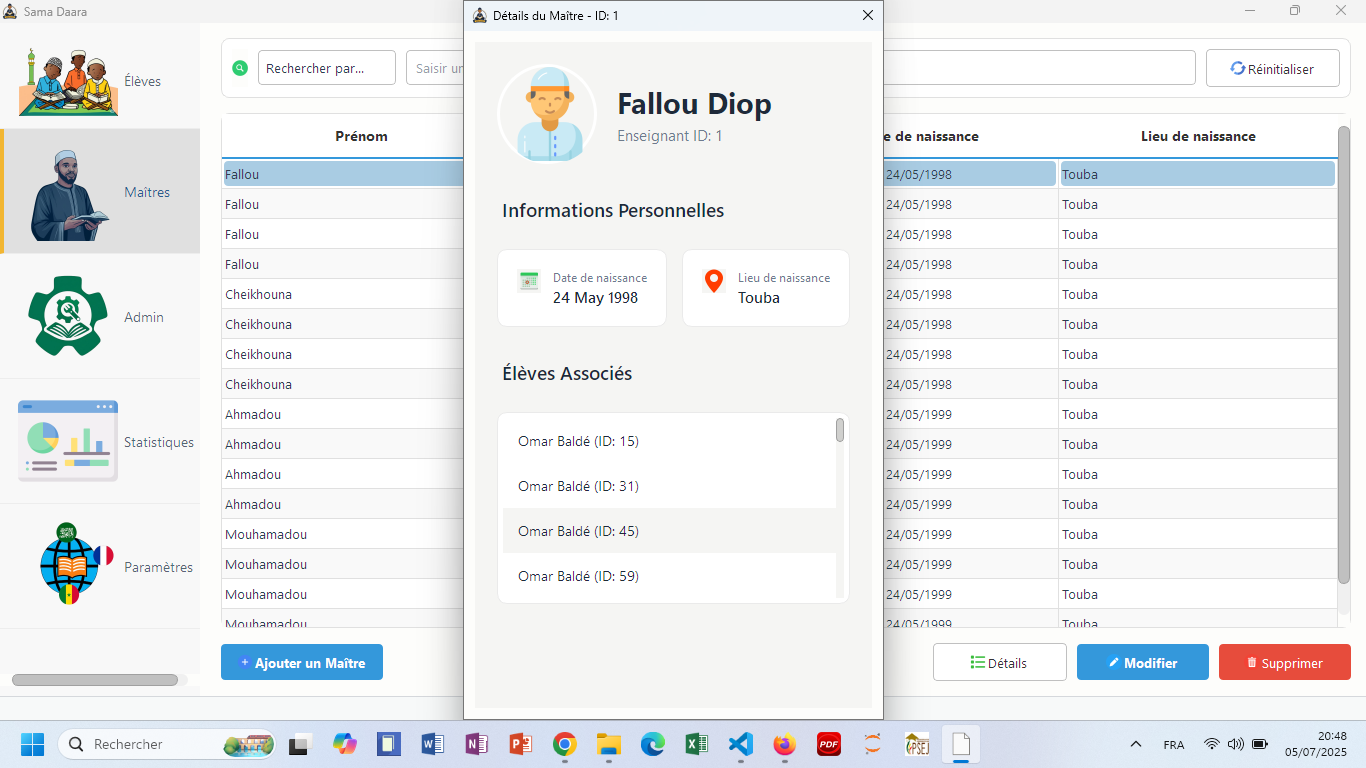 Sama Daara
Détails du Maître - ID: 1
Élèves
Maîtres
Admin
Statistiques
Paramètres
Rechercher par...
Saisir un
Réinitialiser
Prénom
e de naissance
Lieu de naissance
Fallou
24/05/1998
Touba
Fallou
24/05/1998
Touba
Fallou
24/05/1998
Touba
Fallou
24/05/1998
Touba
Cheikhouna
24/05/1998
Touba
Cheikhouna
24/05/1998
Touba
Cheikhouna
24/05/1998
Touba
Cheikhouna
24/05/1998
Touba
Ahmadou
24/05/1999
Touba
Ahmadou
24/05/1999
Touba
Ahmadou
24/05/1999
Touba
Ahmadou
24/05/1999
Touba
Mouhamadou
24/05/1999
Touba
Mouhamadou
24/05/1999
Touba
Mouhamadou
24/05/1999
Touba
Mouhamadou
24/05/1999
Touba
Fallou Diop
Enseignant ID: 1
Informations Personnelles
Date de naissance
24 May 1998
Lieu de naissance
Touba
Élèves Associés
Omar Baldé (ID: 15)
Omar Baldé (ID: 31)
Omar Baldé (ID: 45)
Omar Baldé (ID: 59)
Ajouter un Maître
Détails
Modifier
Supprimer
Rechercher
PDF
FRA
20:48
05/07/2025